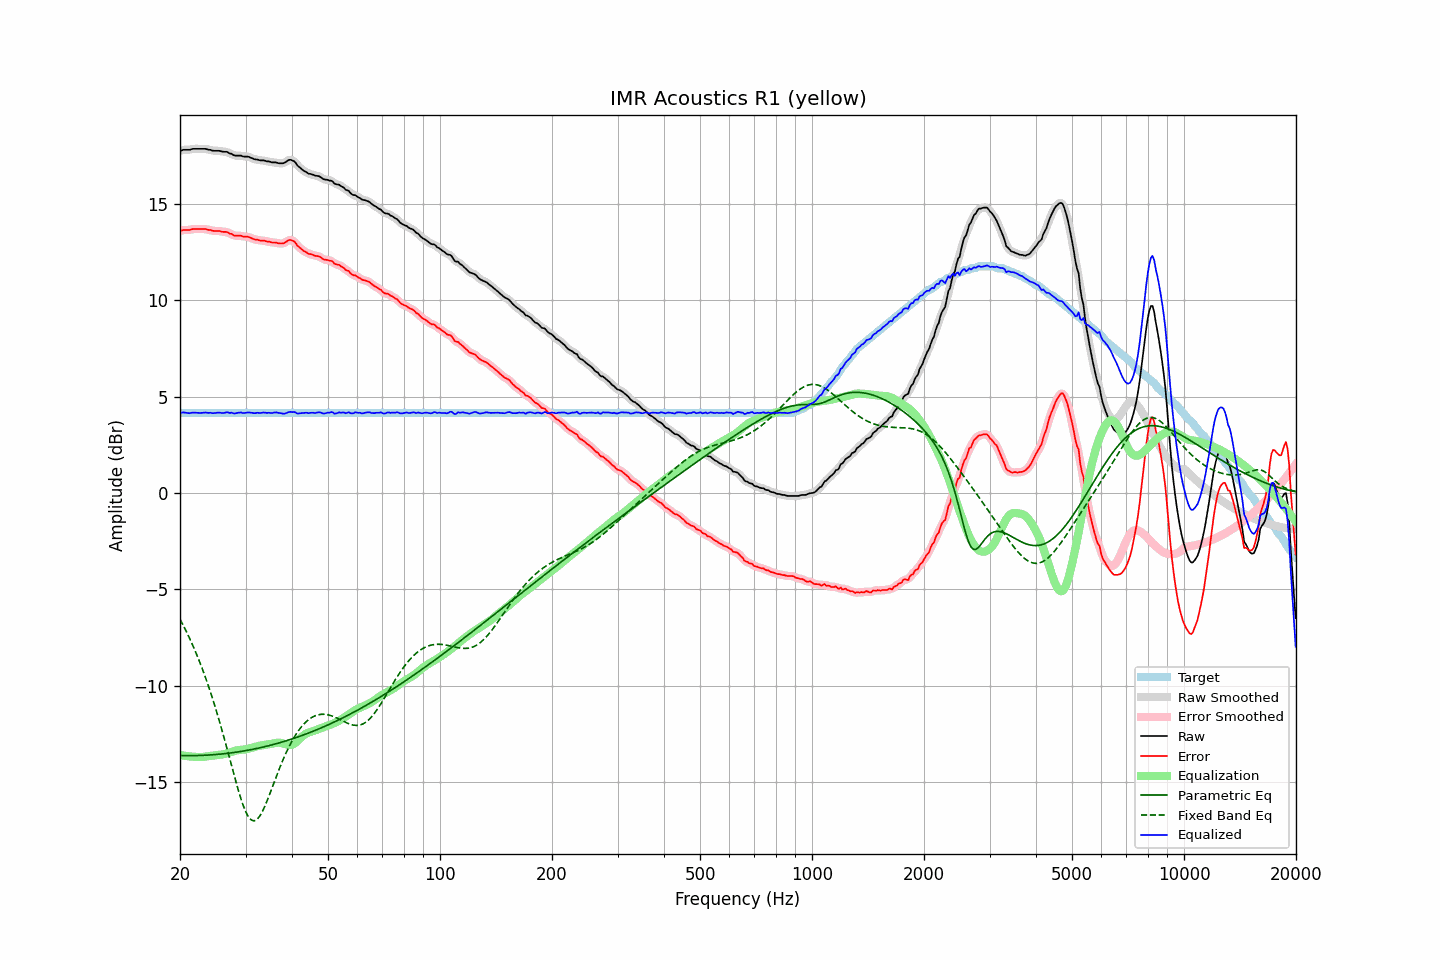 IMR Acoustics R1 (yellow)
Amplitude (dBr)
15
10
5
0
−5
−10
−15
20
50
100
200
500
1000
2000
5000
10000
20000
Frequency (Hz)
Target
Raw Smoothed
Error Smoothed
Raw
Error
Equalization
Parametric Eq
Fixed Band Eq
Equalized